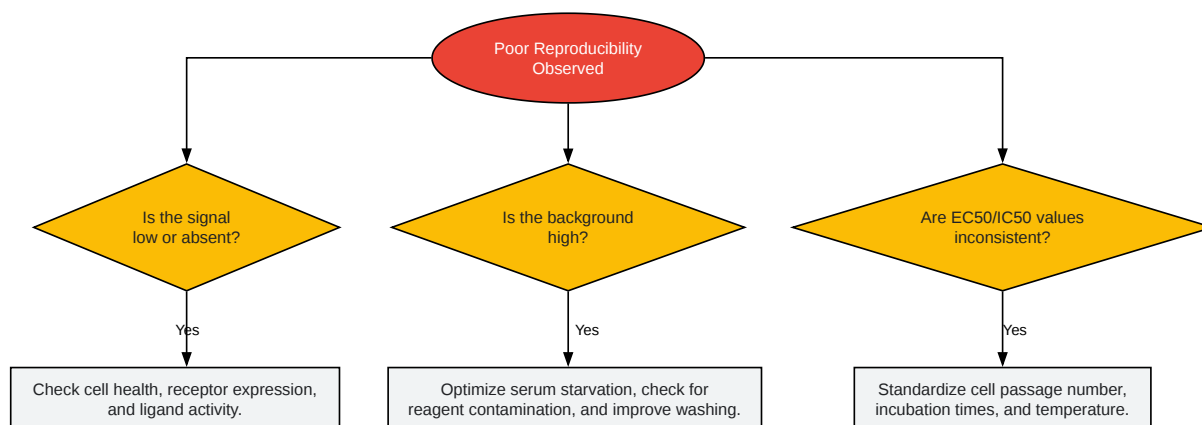 Poor Reproducibility
Observed
Is the signal
low or absent?
Is the background
high?
Are EC50/IC50 values
inconsistent?
Yes
Yes
Yes
Check cell health, receptor expression,
and ligand activity.
Optimize serum starvation, check for
reagent contamination, and improve washing.
Standardize cell passage number,
incubation times, and temperature.